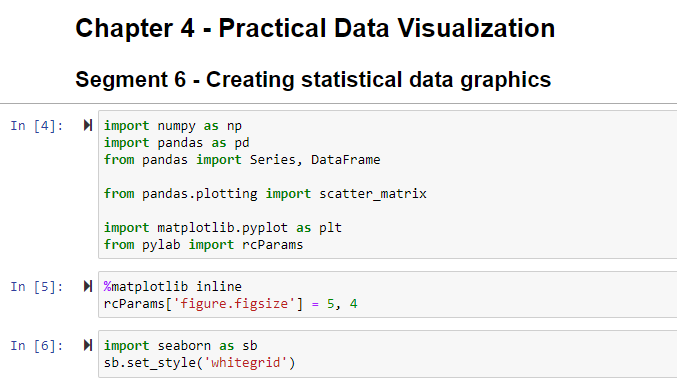 Chapter 4 - Practical Data Visualization
Segment 6 - Creating statistical data graphics
In [4]:
import numpy as np
import pandas as pd
from pandas import Series, DataFrame
from pandas.plotting import scatter_matrix
import matplotlib.pyplot as plt
from pylab import rcParams
In [5]:
%matplotlib inline
rcParams['figure.figsize'] = 5, 4
In [6]:
import seaborn as sb
sb.set_style('whitegrid')